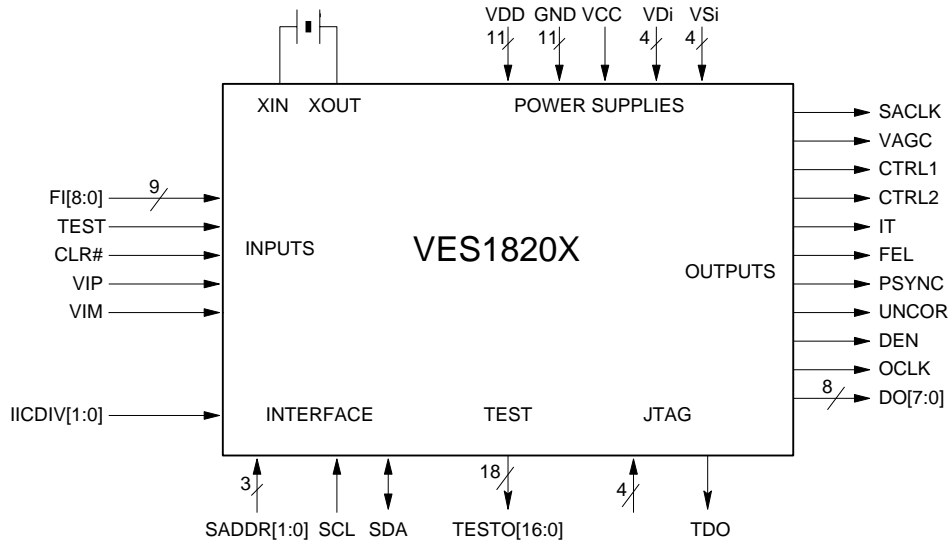 VDD GND VCC VDi VSi
11 11 4 4
XIN XOUT POWER SUPPLIES
SACLK
VAGC
CTRL1
CTRL2
IT
FEL
PSYNC
UNCOR
DEN
OCLK
8 DO[7:0]
FI[8:0] 9
TEST
CLR#
VIP
VIM
INPUTS
VES1820X
OUTPUTS
IICDIV[1:0]
INTERFACE TEST JTAG
3 18 4
SADDR[1:0] SCL SDA TESTO[16:0] TDO